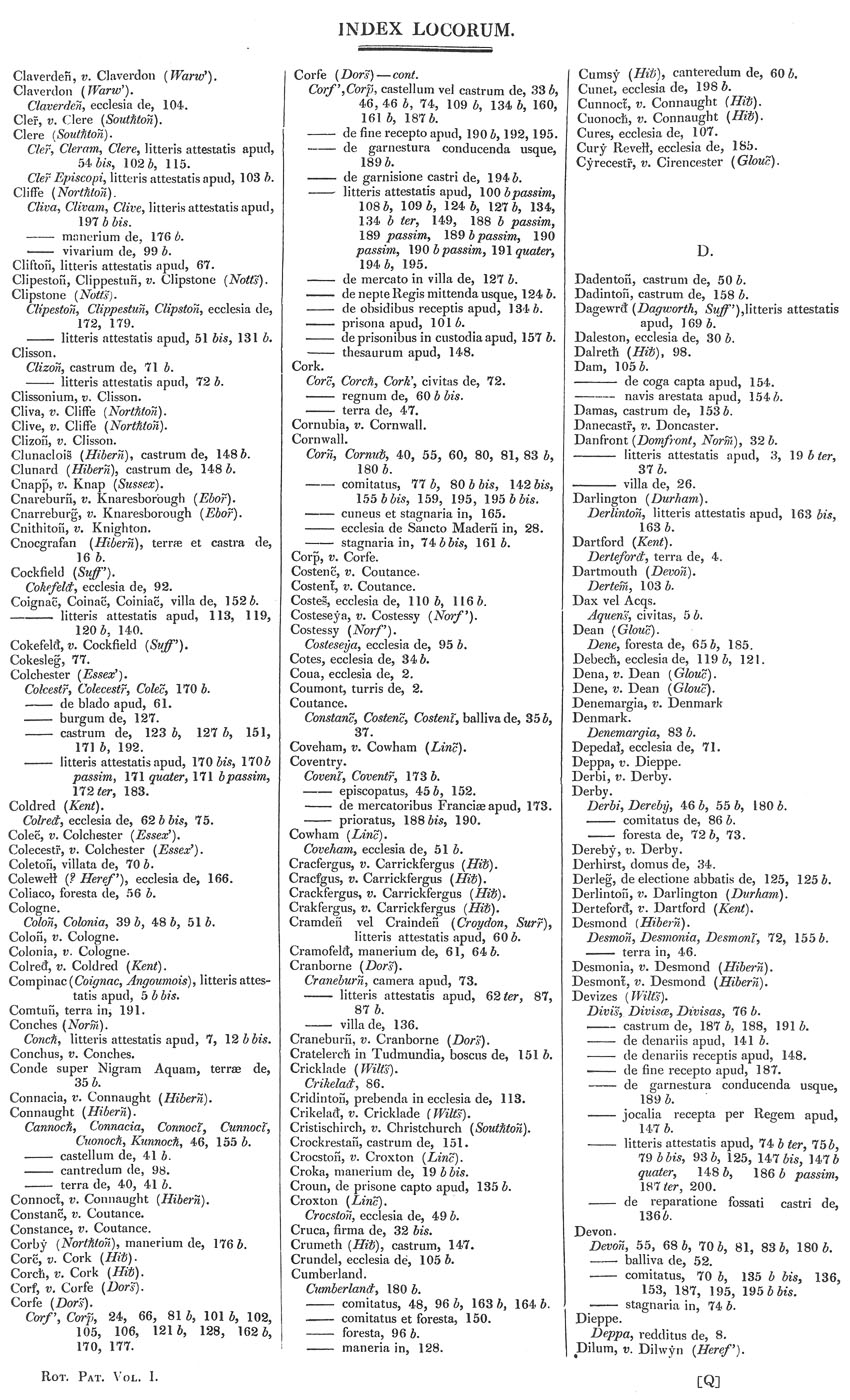 INDEX LOCORUM.
Claverdeñ, v. Claverdon (Warw').
Claverdon (Warw').
Claverdeñ, ecclesia de, 104.
Cler̃, v. Clere (Southtoñ).
Clere (Southtoñ).
Cler̃, Cleram, Clere, litteris attestatis apud,
54 bis, 102 b, 115.
Cler̃ Episcopi, litteris attestatis apud, 103 b.
Cliffe (Northtoñ).
Cliva, Clivam, Clive, litteris attestatis apud,
197 b bis.
—— manerium de, 176 b.
—— vivarium de, 99 b.
Cliftoñ, litteris attestatis apud, 67.
Clipestoñ, Clippestuñ, v. Clipstone (Notts̃).
Clipstone (Notts̃).
Clipestoñ, Clippestuñ, Clipstoñ, ecclesia de,
172, 179.
—— litteris attestatis apud, 51 bis, 131 b.
Clisson.
Clizoñ, castrum de, 71 b.
—— litteris attestatis apud, 72 b.
Clissonium, v. Clisson.
Cliva, v. Cliffe (Northtoñ).
Clive, v. Cliffe (Northtoñ).
Clizoñ, v. Clisson.
Clunaclois̃ (Hiberñ), castrum de, 148 b.
Clunard (Hiberñ), castrum de, 148 b.
Cnapp̃, v. Knap (Sussex).
Cnareburñ, v. Knaresborough (Ebor̃).
Cnarreburg̃, v. Knaresborough (Ebor̃).
Cnithitoñ, v. Knighton.
Cnocgrafan (Hiberñ), terræ et castra de,
16 b.
Cockfield (Suff').
Cokefeld̃, ecclesia de, 92.
Coignac̃, Coinac̃, Coiniac̃, villa de, 152 b.
—— litteris attestatis apud, 113, 119,
120 b, 140.
Cokefeld̃, v. Cockfield (Suff').
Cokesleg̃, 77.
Colchester (Essex').
Colcestr̃, Colecestr̃, Colec̃, 170 b.
—— de blado apud, 61.
—— burgum de, 127.
—— castrum de, 123 b, 127 b, 151,
171 b, 192.
—— litteris attestatis apud, 170 bis, 170 b
passim, 171 quater, 171 b passim,
172 ter, 183.
Coldred (Kent).
Colred̃, ecclesia de, 62 b bis, 75.
Colec̃, v. Colchester (Essex').
Colecestr̃, v. Colchester (Essex').
Coletoñ, villata de, 70 b.
Colewell̃ (? Heref'), ecclesia de, 166.
Coliaco, foresta de, 56 b.
Cologne.
Coloñ, Colonia, 39 b, 48 b, 51 b.
Coloñ, v. Cologne.
Colonia, v. Cologne.
Colred̃, v. Coldred (Kent).
Compinac (Coignac, Angoumois), litteris attes-
tatis apud, 5 b bis.
Comtuñ, terra in, 191.
Conches (Norm̃).
Conch̃, litteris attestatis apud, 7, 12 b bis.
Conchus, v. Conches.
Conde super Nigram Aquam, terræ de,
35 b.
Connacia, v. Connaught (Hiberñ).
Connaught (Hiberñ).
Cannoch̃, Connacia, Connoct̃, Cunnoct̃,
Cuonoch̃, Kunnoch̃, 46, 155 b.
—— castellum de, 41 b.
—— cantredum de, 98.
—— terra de, 40, 41 b.
Connoct̃, v. Connaught (Hiberñ).
Constanc̃, v. Coutance.
Constance, v. Coutance.
Corbẏ (Northtoñ), manerium de, 176 b.
Corc̃, v. Cork (Hib̃).
Corch̃, v. Cork (Hib̃).
Corf, v. Corfe (Dors̃).
Corfe (Dors̃).
Corf', Corp̃, 24, 66, 81 b, 101 b, 102,
105, 106, 121 b, 128, 162 b,
170, 177.
Corfe (Dors̃)—cont.
Corf', Corp̃, castellum vel castrum de, 33 b,
46, 46 b, 74, 109 b, 134 b, 160,
161 b, 187 b.
—— de fine recepto apud, 190 b, 192, 195.
—— de garnestura conducenda usque,
189 b.
—— de garnisione castri de, 194 b.
—— litteris attestatis apud, 100 b passim,
108 b, 109 b, 124 b, 127 b, 134,
134 b ter, 149, 188 b passim,
189 passim, 189 b passim, 190
passim, 190 b passim, 191 quater,
194 b, 195.
—— de mercato in villa de, 127 b.
—— de nepte Regis mittenda usque, 124 b.
—— de obsidibus receptis apud, 134 b.
—— prisona apud, 101 b.
—— de prisonibus in custodia apud, 157 b.
—— thesaurum apud, 148.
Cork.
Corc̃, Corch̃, Cork', civitas de, 72.
—— regnum de, 60 b bis.
—— terra de, 47.
Cornubia, v. Cornwall.
Cornwall.
Corñ, Cornub̃, 40, 55, 60, 80, 81, 83 b,
180 b.
—— comitatus, 77 b, 80 b bis, 142 bis,
155 b bis, 159, 195, 195 b bis.
—— cuneus et stagnaria in, 165.
—— ecclesia de Sancto Maderñ in, 28.
—— stagnaria in, 74 b bis, 161 b.
Corp̃, v. Corfe.
Costenc̃, v. Coutance.
Costent̃, v. Coutance.
Costes̃, ecclesia de, 110 b, 116 b.
Costeseẏa, v. Costessy (Norf').
Costessy (Norf').
Costeseẏa, ecclesia de, 95 b.
Cotes, ecclesia de, 34 b.
Coua, ecclesia de, 2.
Coumont, turris de, 2.
Coutance.
Constanc̃, Costenc̃, Costent̃, balliva de, 35 b,
37.
Coveham, v. Cowham (Linc̃).
Coventry.
Covent̃, Coventr̃, 173 b.
—— episcopatus, 45 b, 152.
—— de mercatoribus Franciæ apud, 173.
—— prioratus, 188 bis, 190.
Cowham (Linc̃).
Coveham, ecclesia de, 51 b.
Cracfergus, v. Carrickfergus (Hib̃).
Cracfgus, v. Carrickfergus (Hib̃).
Crackfergus, v. Carrickfergus (Hib̃).
Crakfergus, v. Carrickfergus (Hib̃).
Cramdeñ vel Craindeñ (Croydon, Surr̃),
litteris attestatis apud, 60 b.
Cramofeld̃, manerium de, 61, 64 b.
Cranborne (Dors̃).
Craneburñ, camera apud, 73.
—— litteris attestatis apud, 62 ter, 87,
87 b.
—— villa de, 136.
Craneburñ, v. Cranborne (Dors̃).
Cratelerch̃ in Tudmundia, boscus de, 151 b.
Cricklade (Wilts̃).
Crikelad̃, 86.
Cridintoñ, prebenda in ecclesia de, 113.
Crikelad̃, v. Cricklade (Wilts̃).
Cristischirch, v. Christchurch (Southtoñ).
Crockrestañ, castrum de, 151.
Crocstoñ, v. Croxton (Linc̃).
Croka, manerium de, 19 b bis.
Croun, de prisone capto apud, 135 b.
Croxton (Linc̃).
Crocstoñ, ecclesia de, 49 b.
Cruca, firma de, 32 bis.
Crumeth (Hib̃), castrum, 147.
Crundel, ecclesia de, 105 b.
Cumberland.
Cumberland̃, 180 b.
—— comitatus, 48, 96 b, 163 b, 164 b.
—— comitatus et foresta, 150.
—— foresta, 96 b.
—— maneria in, 128.
Cumsẏ (Hib̃), canteredum de, 60 b.
Cunet, ecclesia de, 198 b.
Cunnoct̃, v. Connaught (Hib̃).
Cuonoch̃, v. Connaught (Hib̃).
Cures, ecclesia de, 107.
Curẏ Revell̃, ecclesia de, 185.
Cẏrecestr̃, v. Cirencester (Glouc̃).
D.
Dadentoñ, castrum de, 50 b.
Dadintoñ, castrum de, 158 b.
Dagewrd̃ (Dagworth, Suff'), litteris attestatis
apud, 169 b.
Daleston, ecclesia de, 30 b.
Dalreth̃ (Hib̃), 98.
Dam, 105 b.
—— de coga capta apud, 154.
—— navis arestata apud, 154 b.
Damas, castrum de, 153 b.
Danecastr̃, v. Doncaster.
Danfront (Domfront, Norm̃), 32 b.
—— litteris attestatis apud, 3, 19 b ter,
37 b.
—— villa de, 26.
Darlington (Durham).
Derlintoñ, litteris attestatis apud, 163 bis,
163 b.
Dartford (Kent).
Derteford̃, terra de, 4.
Dartmouth (Devoñ).
Dertem̃, 103 b.
Dax vel Acqs.
Aquens̃, civitas, 5 b.
Dean (Glouc̃).
Dene, foresta de, 65 b, 185.
Debech̃, ecclesia de, 119 b, 121.
Dena, v. Dean (Glouc̃).
Dene, v. Dean (Glouc̃).
Denemargia, v. Denmark
Denmark.
Denemargia, 83 b.
Depedal̃, ecclesia de, 71.
Deppa, v. Dieppe.
Derbi, v. Derby.
Derby.
Derbi, Derebẏ, 46 b, 55 b, 180 b.
—— comitatus de, 86 b.
—— foresta de, 72 b, 73.
Derebẏ, v. Derby.
Derhirst, domus de, 34.
Derleg̃, de electione abbatis de, 125, 125 b.
Derlintoñ, v. Darlington (Durham).
Derteford̃, v. Dartford (Kent).
Desmond (Hiberñ).
Desmoñ, Desmonia, Desmont̃, 72, 155 b.
—— terra in, 46.
Desmonia, v. Desmond (Hiberñ).
Desmont̃, v. Desmond (Hiberñ).
Devizes (Wilts̃).
Divis̃, Divisæ, Divisas, 76 b.
—— castrum de, 187 b, 188, 191 b.
—— de denariis apud, 141 b.
—— de denariis receptis apud, 148.
—— de fine recepto apud, 187.
—— de garnestura conducenda usque,
189 b.
—— jocalia recepta per Regem apud,
147 b.
—— litteris attestatis apud, 74 b ter, 75 b,
79 b bis, 93 b, 125, 147 bis, 147 b
quater, 148 b, 186 b passim,
187 ter, 200.
—— de reparatione fossati castri de,
136 b.
Devon.
Devoñ, 55, 68 b, 70 b, 81, 83 b, 180 b.
—— balliva de, 52.
—— comitatus, 70 b, 135 b bis, 136,
153, 187, 195, 195 b bis.
—— stagnaria in, 74 b.
Dieppe.
Deppa, redditus de, 8.
Dilum, v. Dilwẏn (Heref').
Rot. Pat. Vol. I.
[Q]